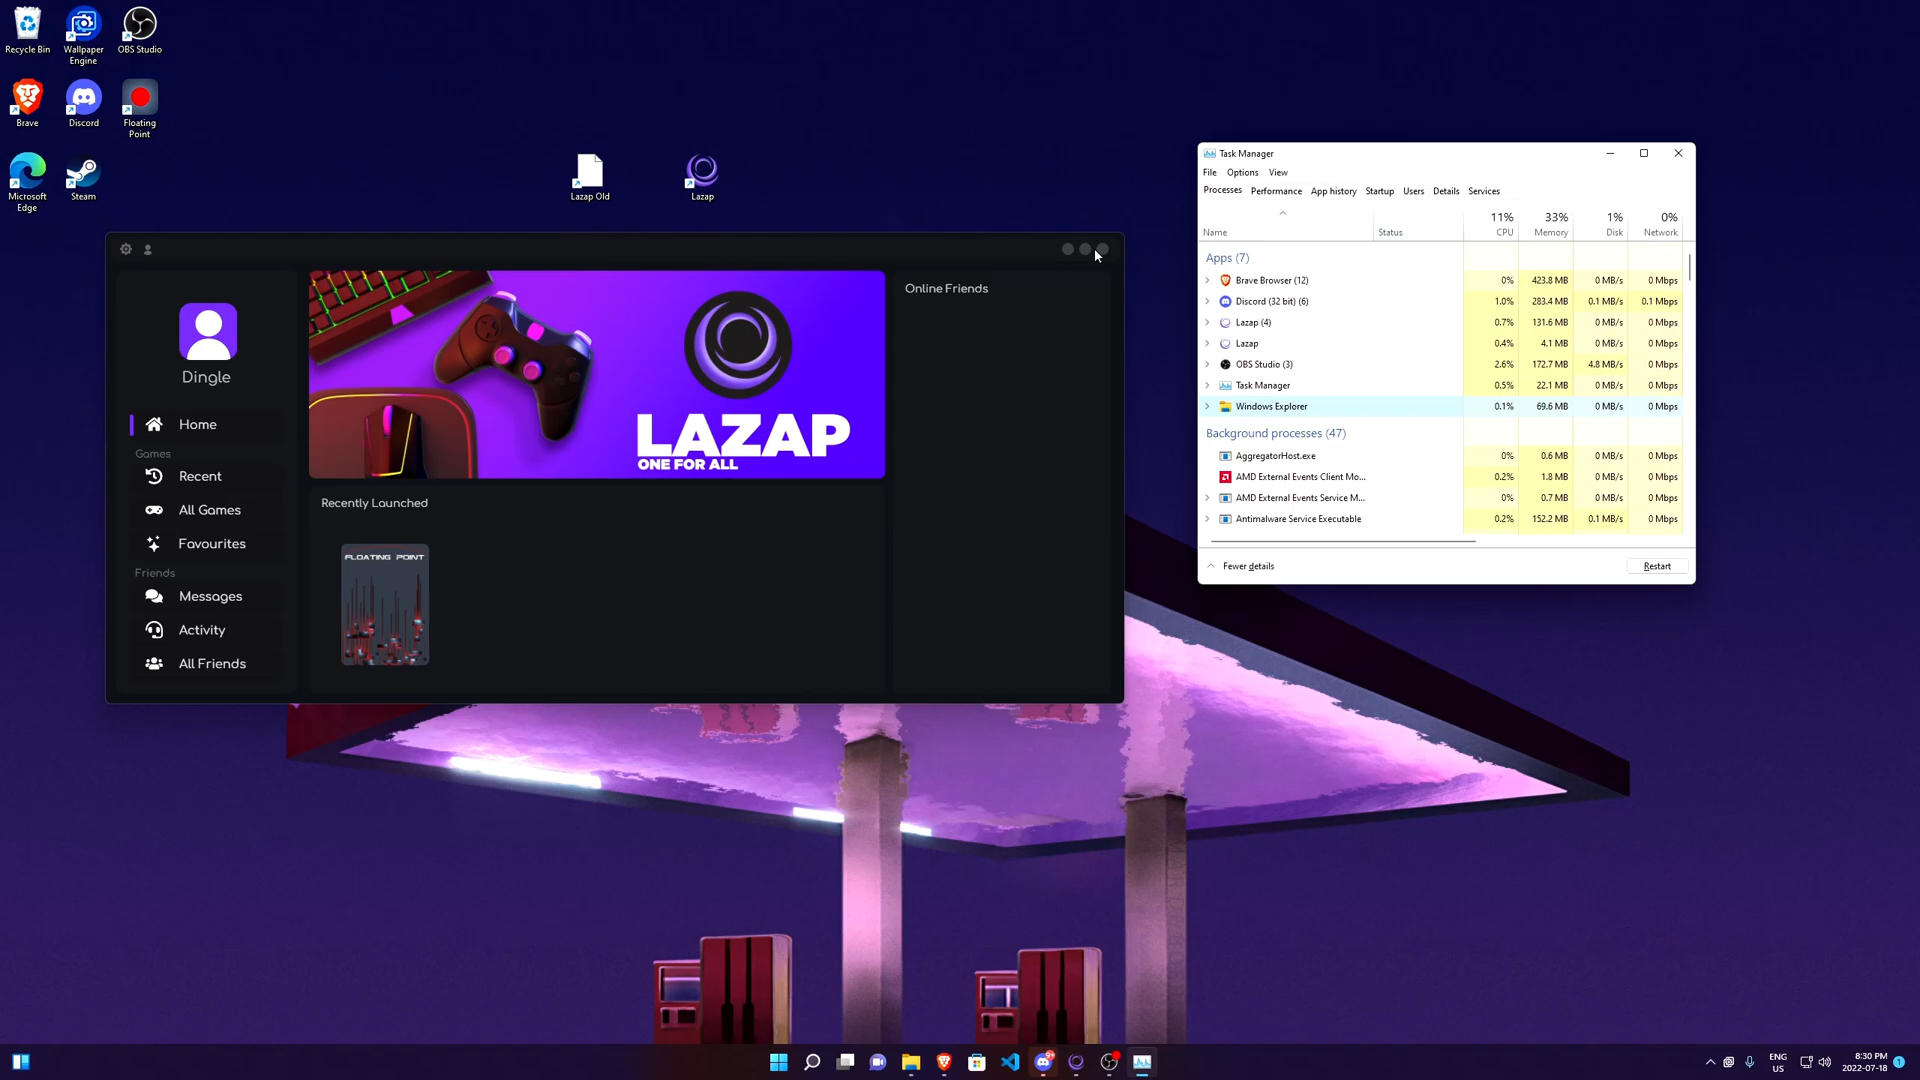 Recycle Bin
Wallpaper
Engine
OBS Studio
Brave
Discord
Floating
Point
Microsoft
Edge
Steam
Lazap Old
Lazap
Dingle
Home
Games
Recent
All Games
Favourites
Friends
Messages
Activity
All Friends
LAZAP
ONE FOR ALL
Recently Launched
FLOATING POINT
Online Friends
Task Manager
File Options View
Processes Performance App history Startup Users Details Services
11% 33% 1% 0%
Name Status CPU Memory Disk Network
Apps (7)
Brave Browser (12) 0% 423.8 MB 0 MB/s 0 Mbps
Discord (32 bit) (6) 1.0% 283.4 MB 0.1 MB/s 0.1 Mbps
Lazap (4) 0.7% 131.6 MB 0 MB/s 0 Mbps
Lazap 0.4% 4.1 MB 0 MB/s 0 Mbps
OBS Studio (3) 2.6% 172.7 MB 4.8 MB/s 0 Mbps
Task Manager 0.5% 22.1 MB 0 MB/s 0 Mbps
Windows Explorer 0.1% 69.6 MB 0 MB/s 0 Mbps
Background processes (47)
AggregatorHost.exe 0% 0.6 MB 0 MB/s 0 Mbps
AMD External Events Client Mo... 0.2% 1.8 MB 0 MB/s 0 Mbps
AMD External Events Service M... 0% 0.7 MB 0 MB/s 0 Mbps
Antimalware Service Executable 0.2% 152.2 MB 0.1 MB/s 0 Mbps
Fewer details
Restart
ENG
US
8:30 PM
2022-07-18
1